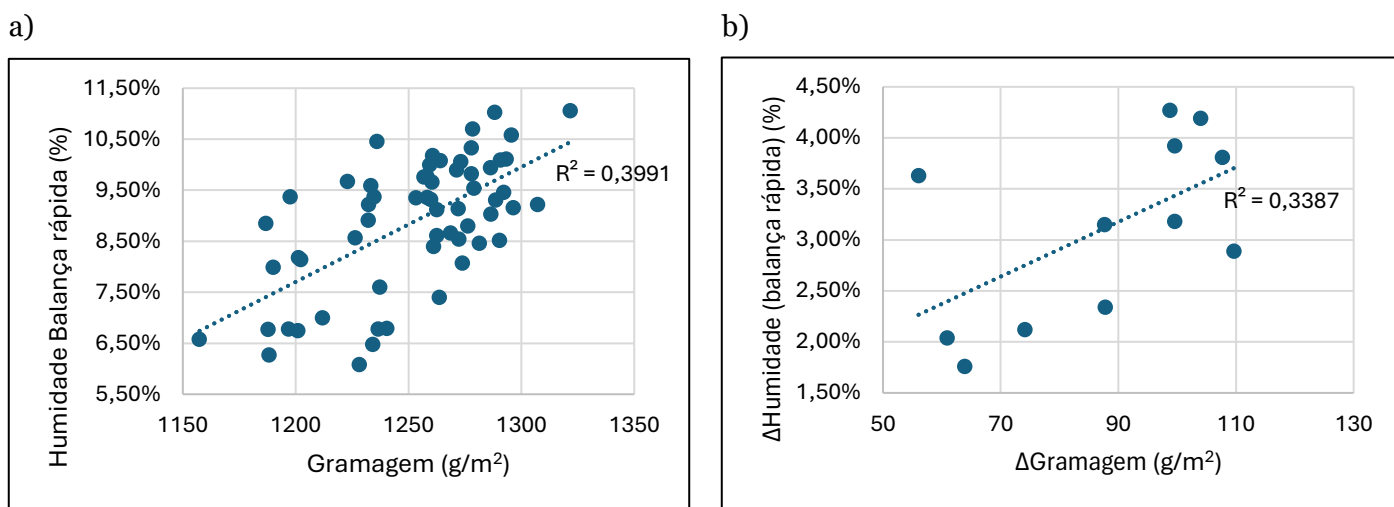 a)
Humidade Balança rápida (%)
11,50%
10,50%
9,50%
8,50%
7,50%
6,50%
5,50%
R² = 0,3991
1150 1200 1250 1300 1350
Gramagem (g/m²)
b)
ΔHumidade (balança rápida) (%)
4,50%
4,00%
3,50%
3,00%
2,50%
2,00%
1,50%
R² = 0,3387
50 70 90 110 130
ΔGramagem (g/m²)